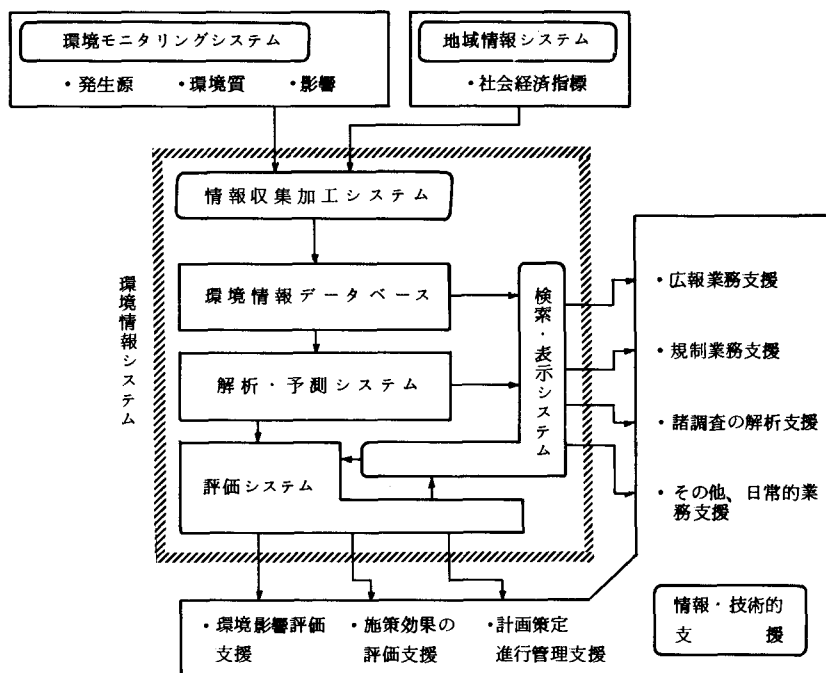 環境モニタリングシステム
・発生源 ・環境質 ・影響
地域情報システム
・社会経済指標
環境情報システム
情報収集加工システム
環境情報データベース
解析・予測システム
評価システム
検索・表示システム
・広報業務支援
・規制業務支援
・諸調査の解析支援
・その他、日常的業
務支援
・環境影響評価
支援
・施策効果の
評価支援
・計画策定
進行管理支援
情報・技術的
支 援